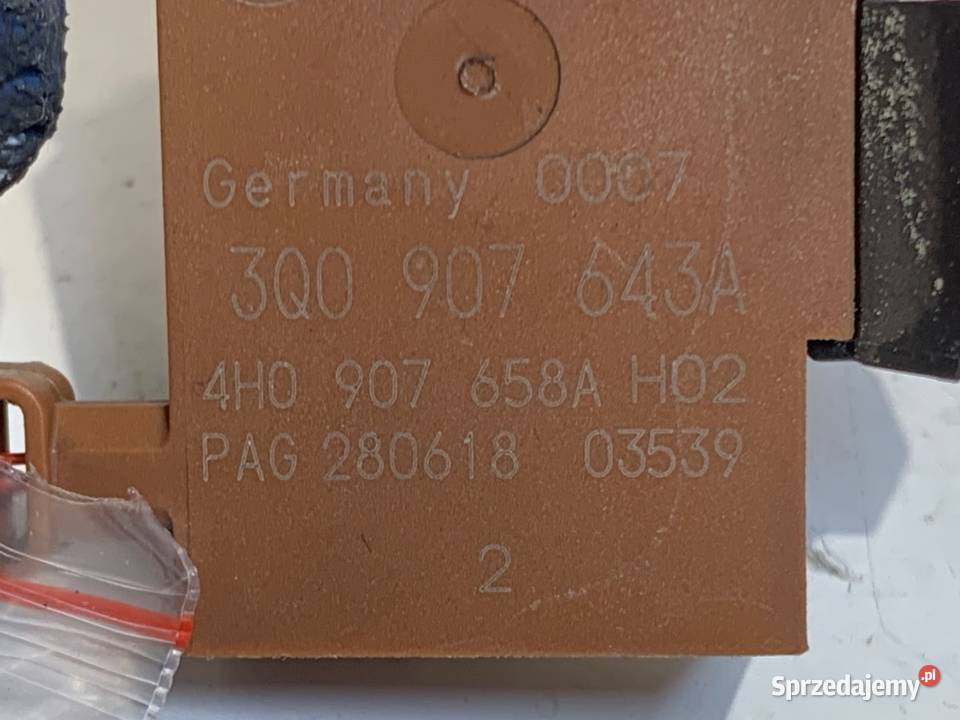 Germany 0007
3Q0 907 643A
4H0 907 658A H02
PAG 280618 03539
2
Sprzedajemy.pl